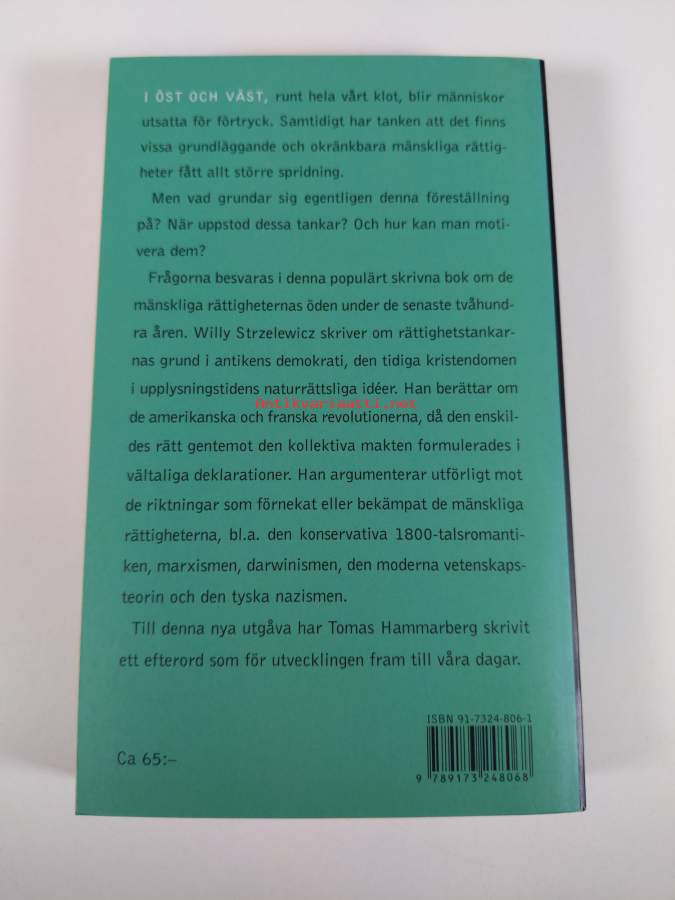 I ÖST OCH VÄST, runt hela vårt klot, blir människor
utsatta för förtryck. Samtidigt har tanken att det finns
vissa grundläggande och okränkbara mänskliga rättig-
heter fått allt större spridning.
Men vad grundar sig egentligen denna föreställning
på? När uppstod dessa tankar? Och hur kan man moti-
vera dem?
Frågorna besvaras i denna populärt skrivna bok om de
mänskliga rättigheternas öden under de senaste tvåhund-
ra åren. Willy Strzelewicz skriver om rättighetstankar-
nas grund i antikens demokrati, den tidiga kristendomen
i upplysningstidens naturrättsliga idéer. Han berättar om
Antikvariaatti.net
de amerikanska och franska revolutionerna, då den enskil-
des rätt gentemot den kollektiva makten formulerades i
vältaliga deklarationer. Han argumenterar utförligt mot
de riktningar som förnekat eller bekämpat de mänskliga
rättigheterna, bl.a. den konservativa 1800-talsromanti-
ken, marxismen, darwinismen, den moderna vetenskaps-
teorin och den tyska nazismen.
Till denna nya utgåva har Tomas Hammarberg skrivit
ett efterord som för utvecklingen fram till våra dagar.
ISBN 91-7324-806-1
Ca 65:–
9 789173 248068